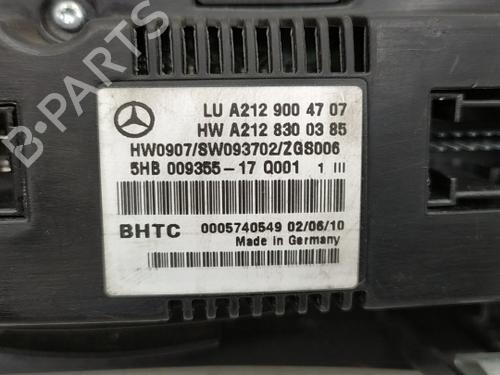 LU A212 900 47 07
HW A212 830 03 85
HW0907/SW093702/ZGS006
5HB 009355-17 Q001 1 III
BHTC 0005740549 02/06/10
Made in Germany
B-PARTS